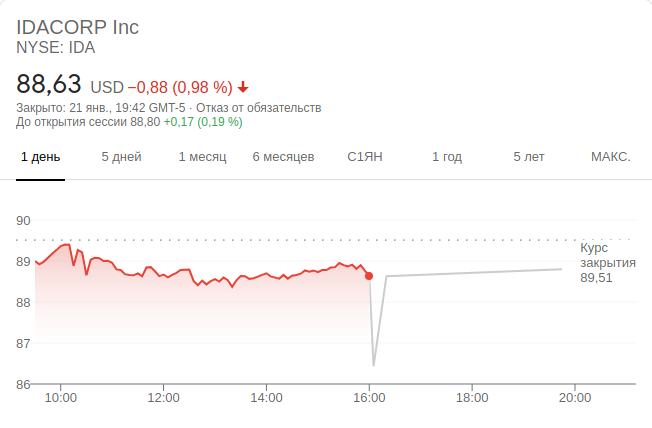 IDACORP Inc
NYSE: IDA
88,63 USD −0,88 (0,98 %)
Закрыто: 21 янв., 19:42 GMT-5 · Отказ от обязательств
До открытия сессии 88,80 +0,17 (0,19 %)
1 день 5 дней 1 месяц 6 месяцев С1ЯН 1 год 5 лет МАКС.
90
89
88
87
86
Курс
закрытия
89,51
10:00 12:00 14:00 16:00 18:00 20:00